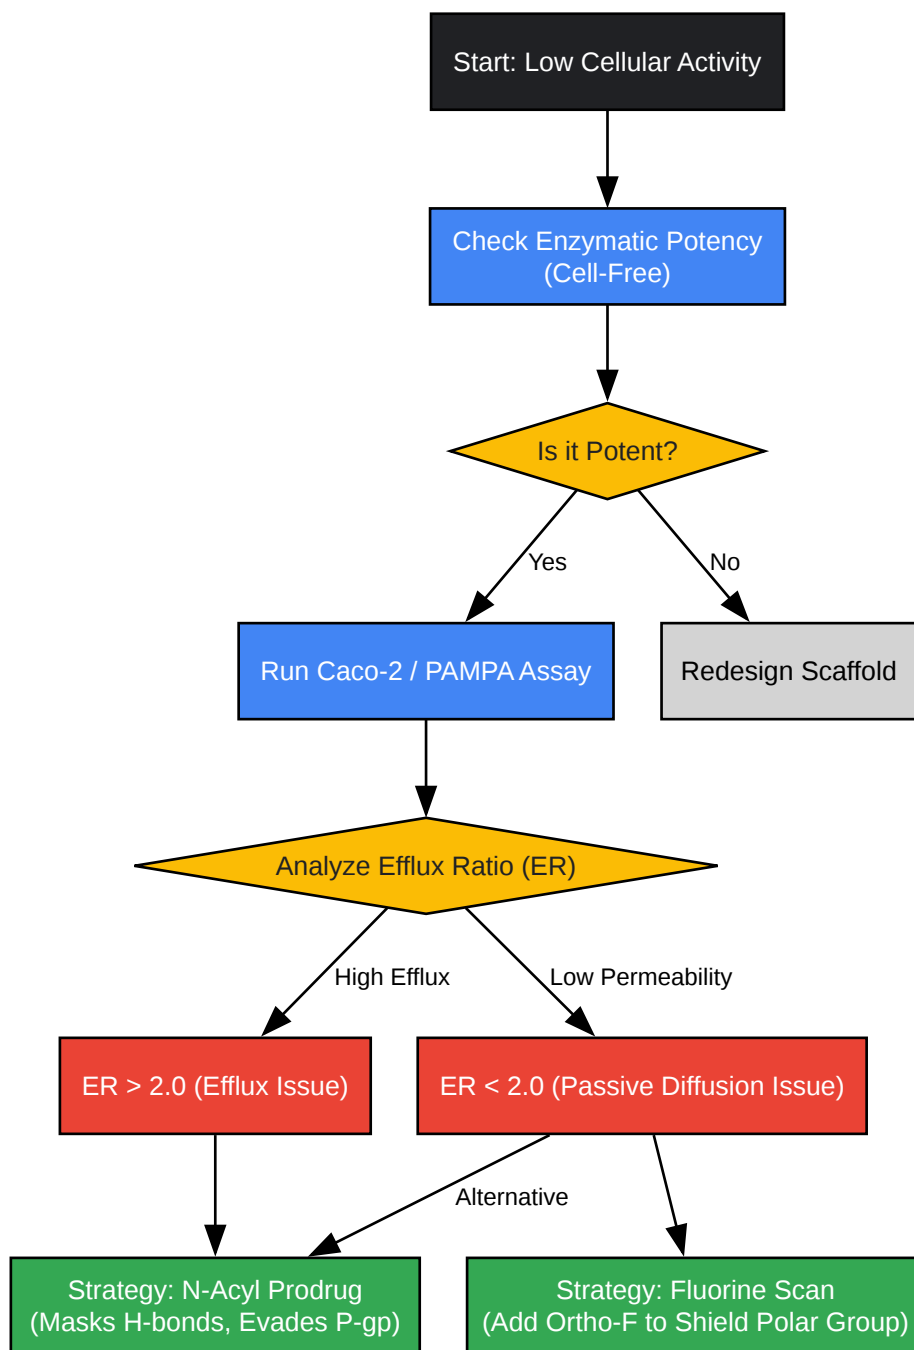 Start: Low Cellular Activity
Check Enzymatic Potency
(Cell-Free)
Is it Potent?
Yes
No
Run Caco-2 / PAMPA Assay
Redesign Scaffold
Analyze Efflux Ratio (ER)
High Efflux
Low Permeability
ER > 2.0 (Efflux Issue)
ER < 2.0 (Passive Diffusion Issue)
Alternative
Strategy: N-Acyl Prodrug
(Masks H-bonds, Evades P-gp)
Strategy: Fluorine Scan
(Add Ortho-F to Shield Polar Group)